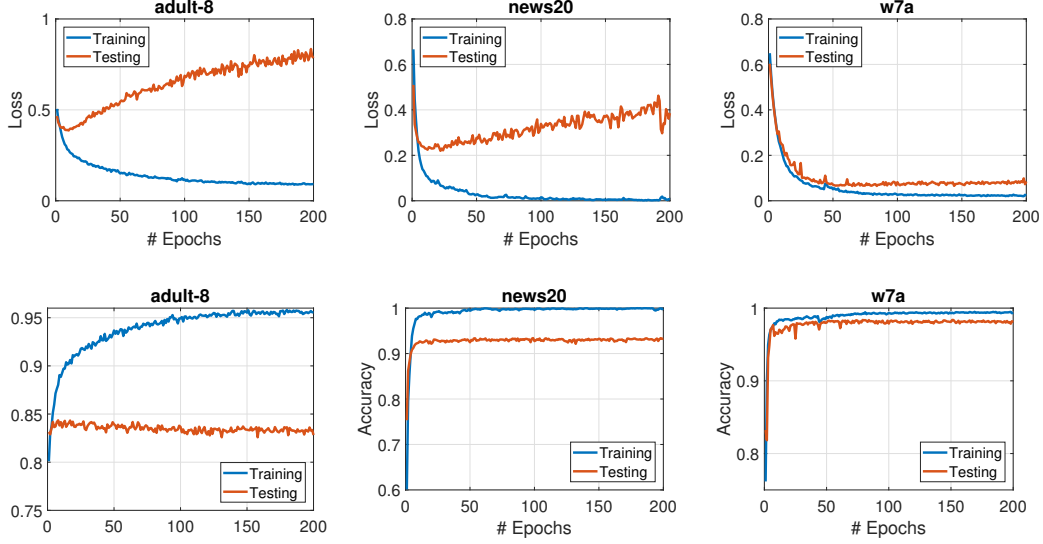 adult-8
1
0.5
0
Loss
Training
Testing
0 50 100 150 200
# Epochs
news20
0.8
0.6
0.4
0.2
0
Loss
Training
Testing
0 50 100 150 200
# Epochs
w7a
0.8
0.6
0.4
0.2
0
Loss
Training
Testing
0 50 100 150 200
# Epochs
adult-8
0.95
0.9
0.85
0.8
0.75
Training
Testing
0 50 100 150 200
news20
1
0.9
0.8
0.7
0.6
Accuracy
Training
Testing
0 50 100 150 200
# Epochs
w7a
1
0.9
0.8
Accuracy
Training
Testing
0 50 100 150 200
# Epochs